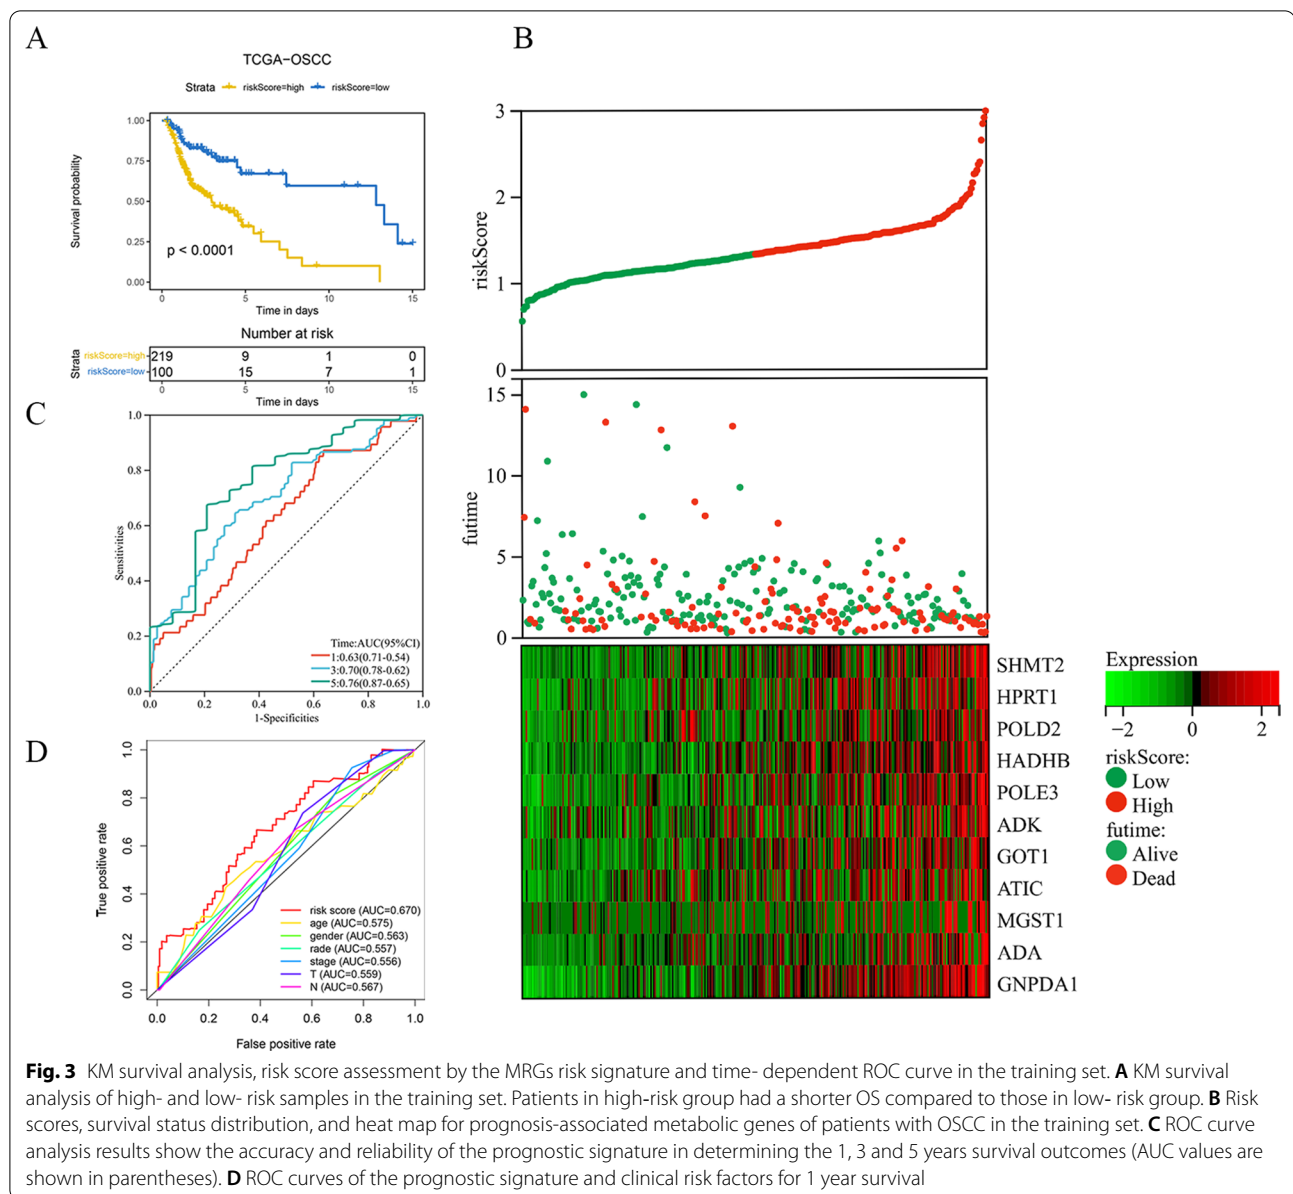 A
TCGA−OSCC
Strata riskScore=high riskScore=low
Survival probability
1.00
0.75
0.50
0.25
0.00
p < 0.0001
0 5 10 15
Time in days
Number at risk
Strata
riskScore=high 219 9 1 0
riskScore=low 100 15 7 1
0 5 10 15
Time in days
B
riskScore
3
2
1
0
futime
15
10
5
0
SHMT2
HPRT1
POLD2
HADHB
POLE3
ADK
GOT1
ATIC
MGST1
ADA
GNPDA1
Expression
−2 0 2
riskScore:
Low
High
futime:
Alive
Dead
C
Sensitivities
1.0
0.8
0.6
0.4
0.2
0.0
Time:AUC(95%CI)
1:0.63(0.71-0.54)
3:0.70(0.78-0.62)
5:0.76(0.87-0.65)
0.0 0.2 0.4 0.6 0.8 1.0
1-Specificities
D
True positive rate
1.0
0.8
0.6
0.4
0.2
0.0
risk score (AUC=0.670)
age (AUC=0.575)
gender (AUC=0.563)
rade (AUC=0.557)
stage (AUC=0.556)
T (AUC=0.559)
N (AUC=0.567)
0.0 0.2 0.4 0.6 0.8 1.0
False positive rate
Fig. 3 KM survival analysis, risk score assessment by the MRGs risk signature and time- dependent ROC curve in the training set. A KM survival
analysis of high- and low- risk samples in the training set. Patients in high-risk group had a shorter OS compared to those in low- risk group. B Risk
scores, survival status distribution, and heat map for prognosis-associated metabolic genes of patients with OSCC in the training set. C ROC curve
analysis results show the accuracy and reliability of the prognostic signature in determining the 1, 3 and 5 years survival outcomes (AUC values are
shown in parentheses). D ROC curves of the prognostic signature and clinical risk factors for 1 year survival